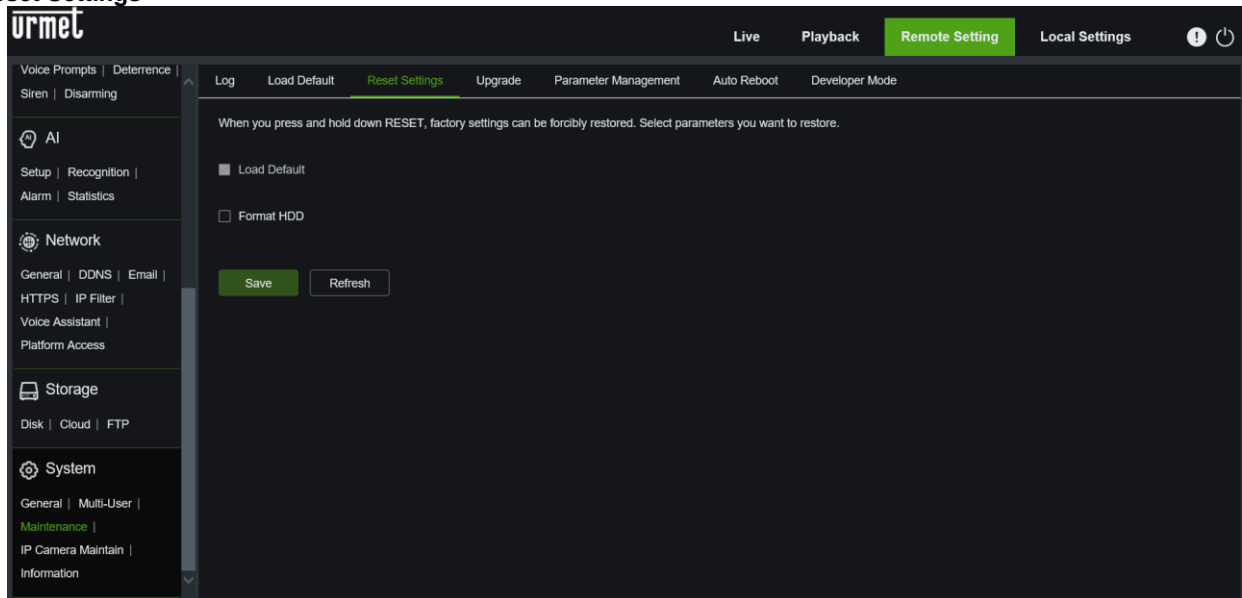 set Settings
urmet
Live Playback Remote Setting Local Settings
Voice Prompts | Deterrence |
Siren | Disarming
Log Load Default Reset Settings Upgrade Parameter Management Auto Reboot Developer Mode
When you press and hold down RESET, factory settings can be forcibly restored. Select parameters you want to restore.
Load Default
Format HDD
Save Refresh
AI
Setup | Recognition |
Alarm | Statistics
Network
General | DDNS | Email |
HTTPS | IP Filter |
Voice Assistant |
Platform Access
Storage
Disk | Cloud | FTP
System
General | Multi-User |
Maintenance |
IP Camera Maintain |
Information